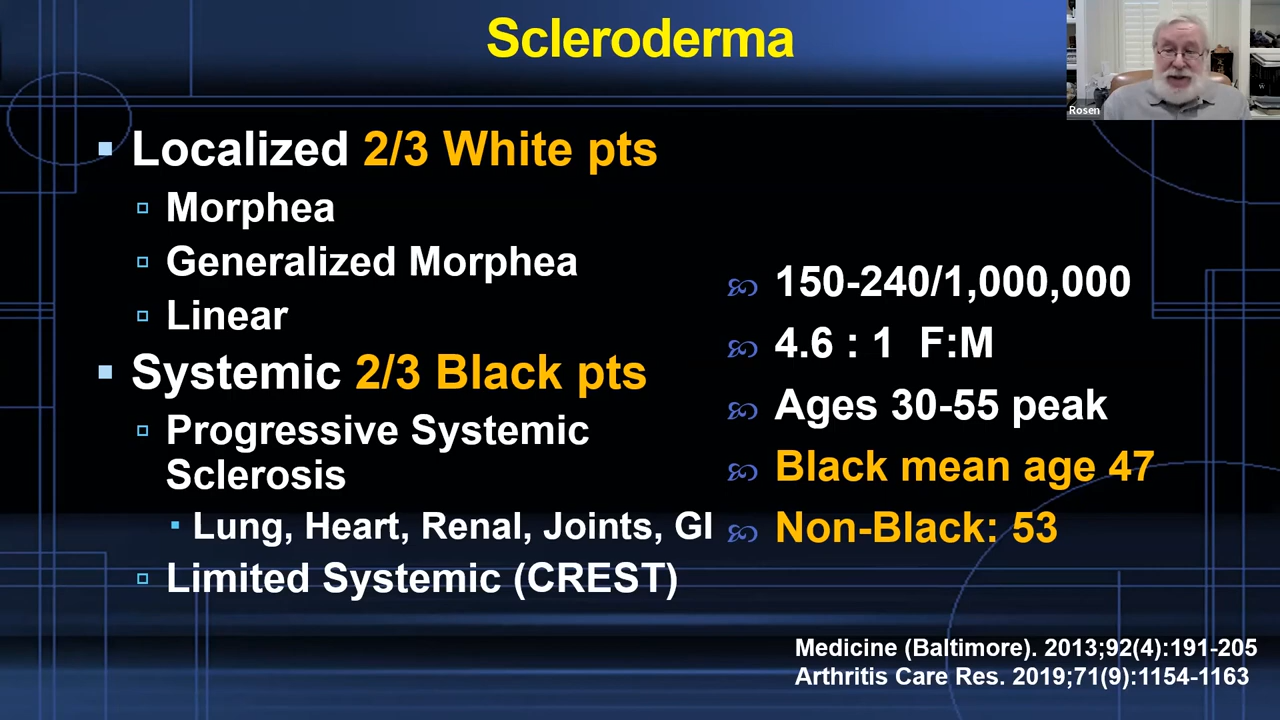 Scleroderma
Rosen
Localized 2/3 White pts
Morphea
Generalized Morphea
Linear
Systemic 2/3 Black pts
Progressive Systemic
Sclerosis
Lung, Heart, Renal, Joints, GI
Limited Systemic (CREST)
150-240/1,000,000
4.6 : 1 F:M
Ages 30-55 peak
Black mean age 47
Non-Black: 53
Medicine (Baltimore). 2013;92(4):191-205
Arthritis Care Res. 2019;71(9):1154-1163